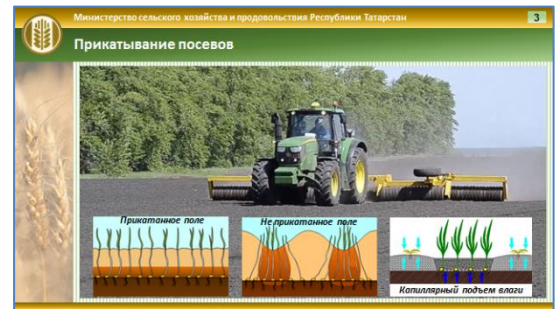 Министерство сельского хозяйства и продовольствия Республики Татарстан
3
Прикатывание посевов
Прикатанное поле
Не прикатанное поле
Капиллярный подъем влаги